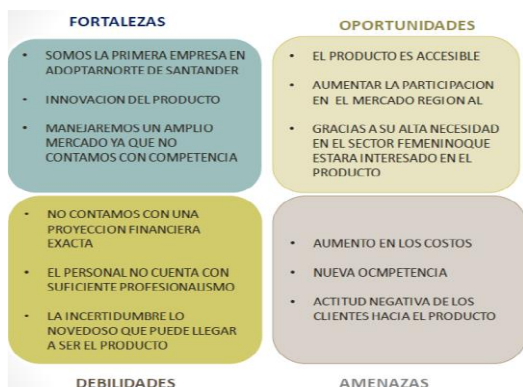 FORTALEZAS
• SOMOS LA PRIMERA EMPRESA EN
ADOPTARNORTE DE SANTANDER
• INNOVACION DEL PRODUCTO
• MANEJAREMOS UN AMPLIO
MERCADO YA QUE NO
CONTAMOS CON COMPETENCIA
OPORTUNIDADES
• EL PRODUCTO ES ACCESIBLE
• AUMENTAR LA PARTICIPACION
EN EL MERCADO REGION AL
• GRACIAS A SU ALTA NECESIDAD
EN EL SECTOR FEMENINOQUE
ESTARA INTERESADO EN EL
PRODUCTO
• NO CONTAMOS CON UNA
PROYECCION FINANCIERA
EXACTA
• EL PERSONAL NO CUENTA CON
SUFICIENTE PROFESIONALISMO
• LA INCERTIDUMBRE LO
NOVEDOSO QUE PUEDE LLEGAR
A SER EL PRODUCTO
DEBILIDADES
• AUMENTO EN LOS COSTOS
• NUEVA OCMPETENCIA
• ACTITUD NEGATIVA DE LOS
CLIENTES HACIA EL PRODUCTO
AMENAZAS